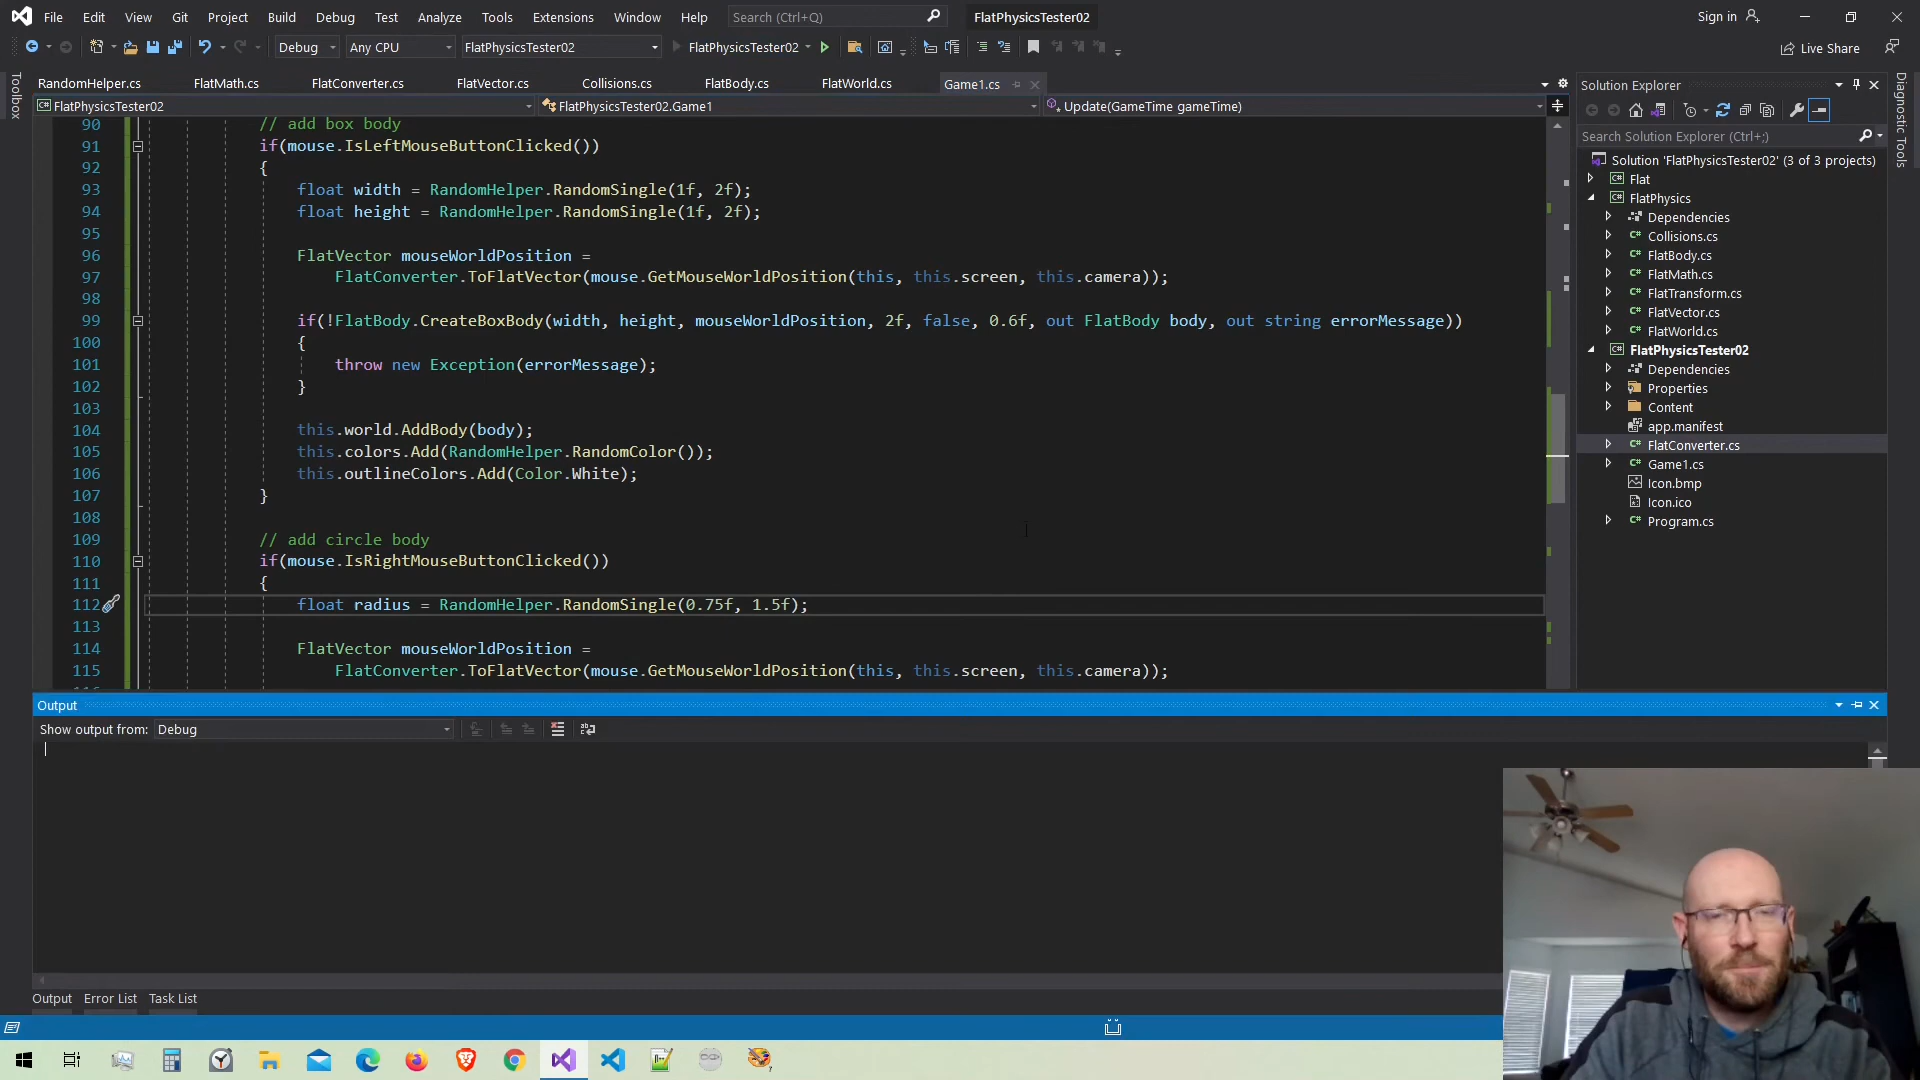 File Edit View Git Project Build Debug Test Analyze Tools Extensions Window Help Search (Ctrl+Q) FlatPhysicsTester02 Sign in
Debug Any CPU FlatPhysicsTester02 FlatPhysicsTester02 Live Share
Toolbox
RandomHelper.cs FlatMath.cs FlatConverter.cs FlatVector.cs Collisions.cs FlatBody.cs FlatWorld.cs Game1.cs
FlatPhysicsTester02 FlatPhysicsTester02.Game1 Update(GameTime gameTime)
90 // add box body
91 if(mouse.IsLeftMouseButtonClicked())
92 {
93 float width = RandomHelper.RandomSingle(1f, 2f);
94 float height = RandomHelper.RandomSingle(1f, 2f);
95
96 FlatVector mouseWorldPosition =
97 FlatConverter.ToFlatVector(mouse.GetMouseWorldPosition(this, this.screen, this.camera));
98
99 if(!FlatBody.CreateBoxBody(width, height, mouseWorldPosition, 2f, false, 0.6f, out FlatBody body, out string errorMessage))
100 {
101 throw new Exception(errorMessage);
102 }
103
104 this.world.AddBody(body);
105 this.colors.Add(RandomHelper.RandomColor());
106 this.outlineColors.Add(Color.White);
107 }
108
109 // add circle body
110 if(mouse.IsRightMouseButtonClicked())
111 {
112 float radius = RandomHelper.RandomSingle(0.75f, 1.5f);
113
114 FlatVector mouseWorldPosition =
115 FlatConverter.ToFlatVector(mouse.GetMouseWorldPosition(this, this.screen, this.camera));
Solution Explorer
Search Solution Explorer (Ctrl+;)
Solution 'FlatPhysicsTester02' (3 of 3 projects)
Flat
FlatPhysics
Dependencies
Collisions.cs
FlatBody.cs
FlatMath.cs
FlatTransform.cs
FlatVector.cs
FlatWorld.cs
FlatPhysicsTester02
Dependencies
Properties
Content
app.manifest
FlatConverter.cs
Game1.cs
Icon.bmp
Icon.ico
Program.cs
Diagnostic Tools
Output
Show output from: Debug
Output Error List Task List